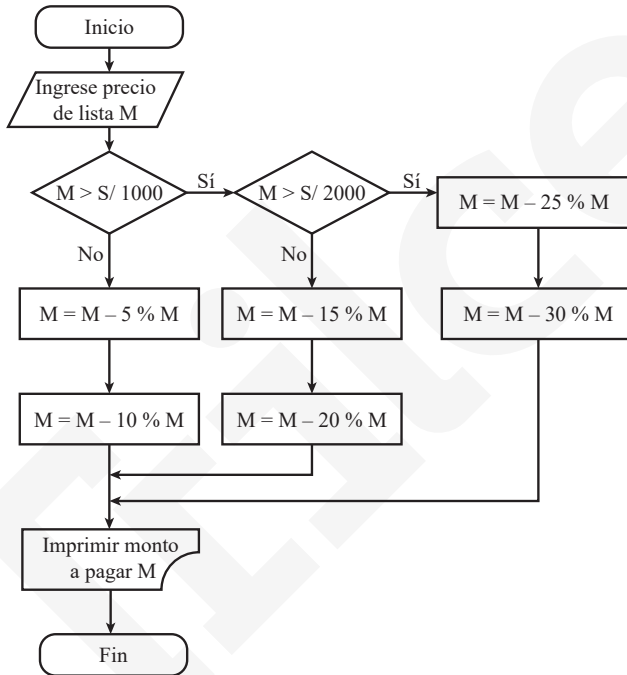 Inicio
Ingrese precio
de lista M
M > S/ 1000
Sí
M > S/ 2000
Sí
M = M – 25 % M
No
No
M = M – 5 % M
M = M – 15 % M
M = M – 30 % M
M = M – 10 % M
M = M – 20 % M
Imprimir monto
a pagar M
Fin
Trilce